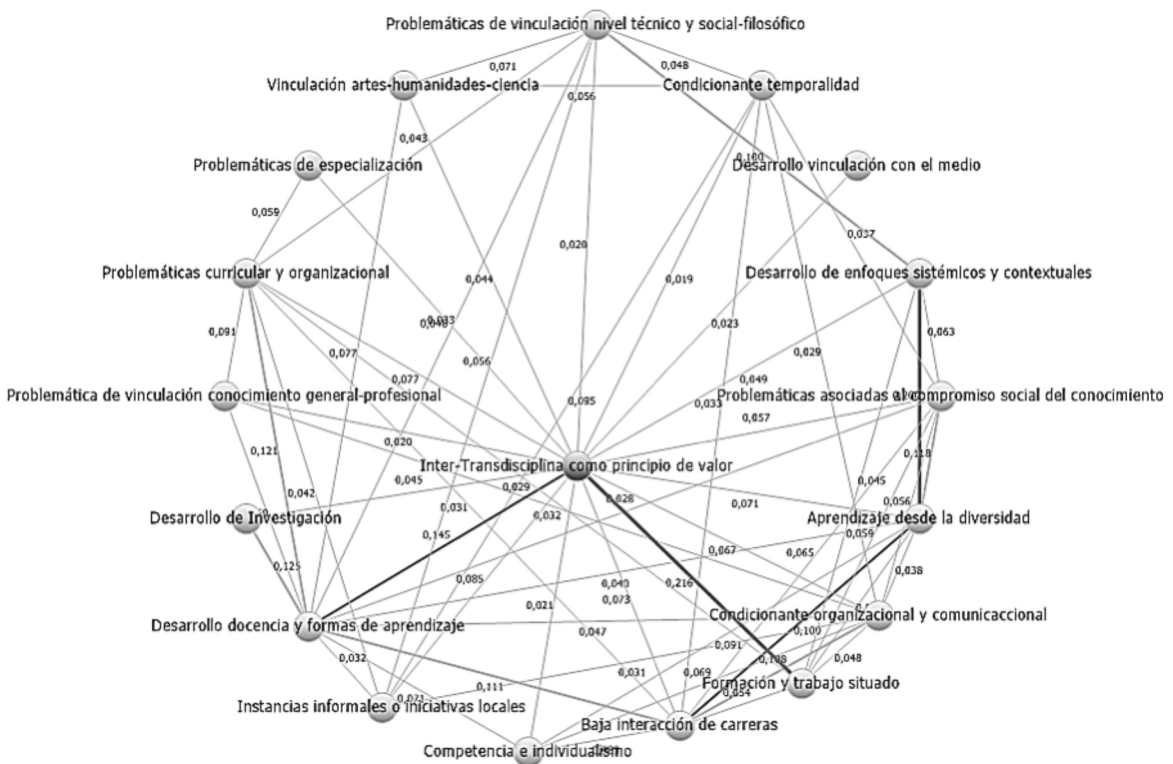 Problemáticas de vinculación nivel técnico y social-filosófico
0,071
0,048
Vinculación artes-humanidades-ciencia
Condicionante temporalidad
0,056
0,043
Problemáticas de especialización
Desarrollo vinculación con el medio
0,059
0,037
0,020
Problemáticas curricular y organizacional
Desarrollo de enfoques sistémicos y contextuales
0,044
0,019
0,033
0,023
0,091
0,063
0,077
0,029
0,056
0,077
0,049
Problemática de vinculación conocimiento general-profesional
Problemáticas asociadas al compromiso social del conocimiento
0,033
0,057
0,020
0,121
0,118
Inter-Transdisciplina como principio de valor
0,045
0,029
0,045
0,042
0,028
0,056
0,071
0,031
0,032
Desarrollo de Investigación
Aprendizaje desde la diversidad
0,145
0,059
0,067
0,065
0,125
0,085
0,216
0,038
0,021
0,073
Desarrollo docencia y formas de aprendizaje
Condicionante organizacional y comunicaccional
0,047
0,091
0,032
0,031
0,069
0,048
Formación y trabajo situado
0,111
0,054
Instancias informales o iniciativas locales
Baja interacción de carreras
Competencia e individualismo